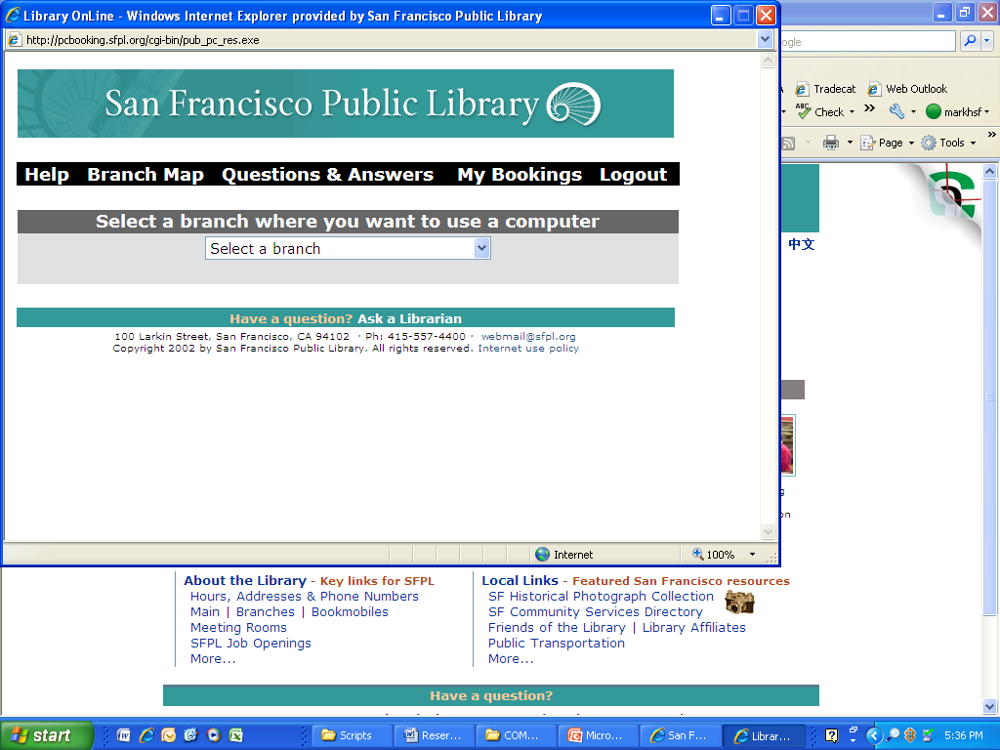 Library OnLine - Windows Internet Explorer provided by San Francisco Public Library
http://pcbooking.sfpl.org/cgi-bin/pub_pc_res.exe
San Francisco Public Library
Help Branch Map Questions & Answers My Bookings Logout
Select a branch where you want to use a computer
Select a branch
Have a question? Ask a Librarian
100 Larkin Street, San Francisco, CA 94102 · Ph: 415-557-4400 · webmail@sfpl.org
Copyright 2002 by San Francisco Public Library. All rights reserved. Internet use policy
Internet 100%
ogle
Tradecat Web Outlook
ABC Check » markhsf
Page Tools »
中文
About the Library - Key links for SFPL
Hours, Addresses & Phone Numbers
Main | Branches | Bookmobiles
Meeting Rooms
SFPL Job Openings
More...
Local Links - Featured San Francisco resources
SF Historical Photograph Collection
SF Community Services Directory
Friends of the Library | Library Affiliates
Public Transportation
More...
Have a question?
start Scripts Reser... COM... Micro... San F... Librar... 5:36 PM